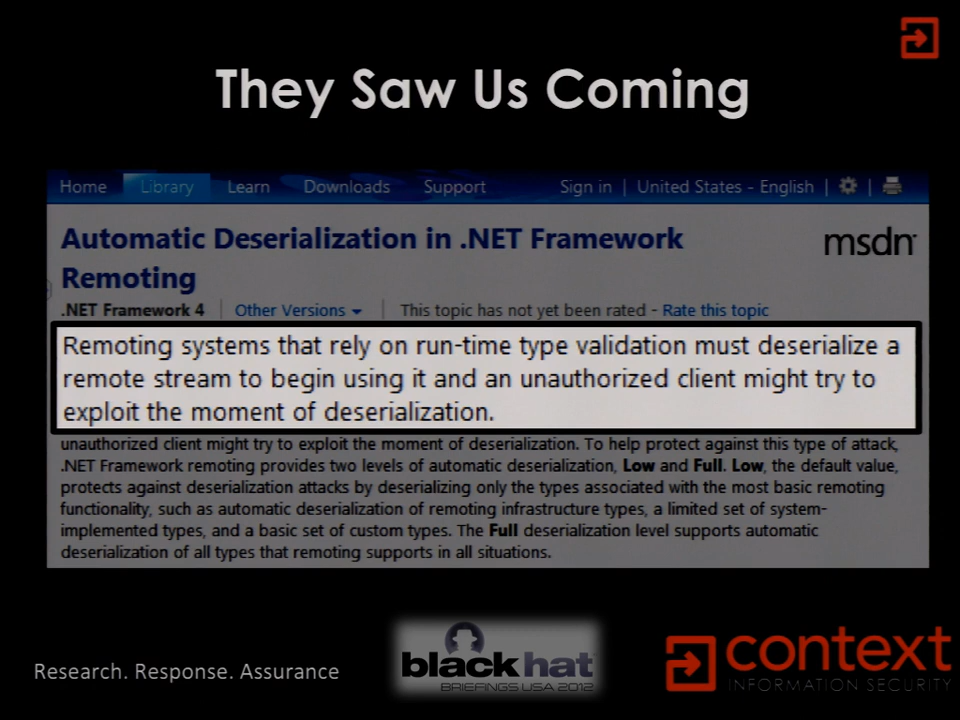 They Saw Us Coming
Home Library Learn Downloads Support Sign in | United States - English |
Automatic Deserialization in .NET Framework
Remoting
msdn
.NET Framework 4 | Other Versions | This topic has not yet been rated - Rate this topic
Remoting systems that rely on run-time type validation must deserialize a
remote stream to begin using it and an unauthorized client might try to
exploit the moment of deserialization.
unauthorized client might try to exploit the moment of deserialization. To help protect against this type of attack,
.NET Framework remoting provides two levels of automatic deserialization, Low and Full. Low, the default value,
protects against deserialization attacks by deserializing only the types associated with the most basic remoting
functionality, such as automatic deserialization of remoting infrastructure types, a limited set of system-
implemented types, and a basic set of custom types. The Full deserialization level supports automatic
deserialization of all types that remoting supports in all situations.
Research. Response. Assurance
black hat
BRIEFINGS USA 2012
context
INFORMATION SECURITY